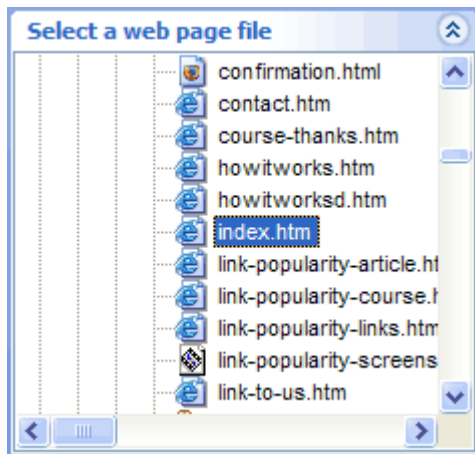 Select a web page file
confirmation.html
contact.htm
course-thanks.htm
howitworks.htm
howitworksd.htm
index.htm
link-popularity-article.ht
link-popularity-course.h
link-popularity-links.htm
link-popularity-screens
link-to-us.htm